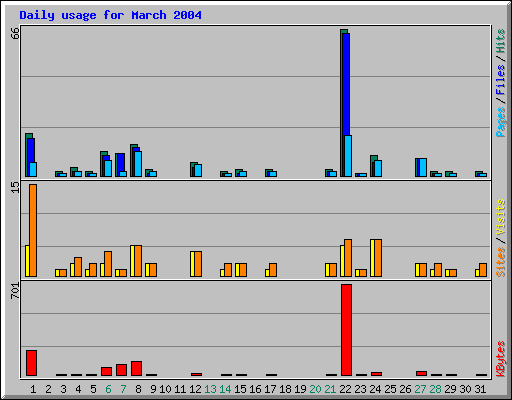 Daily usage for March 2004
66
Pages / Files / Hits
15
Sites / Visits
701
KBytes
1 2 3 4 5 6 7 8 9 10 11 12 13 14 15 16 17 18 19 20 21 22 23 24 25 26 27 28 29 30 31